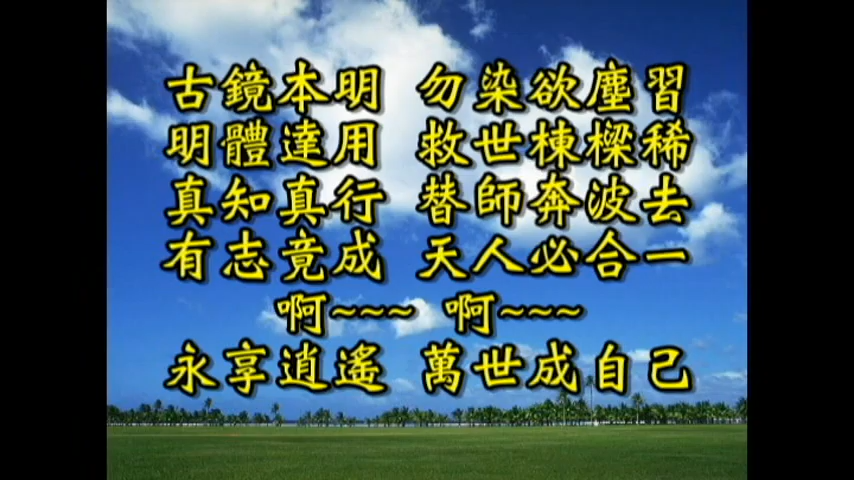 古鏡本明 勿染欲塵習
明體達用 救世棟樑稀
真知真行 替師奔波去
有志竟成 天人必合一
啊~~~ 啊~~~
永享逍遙 萬世成自己